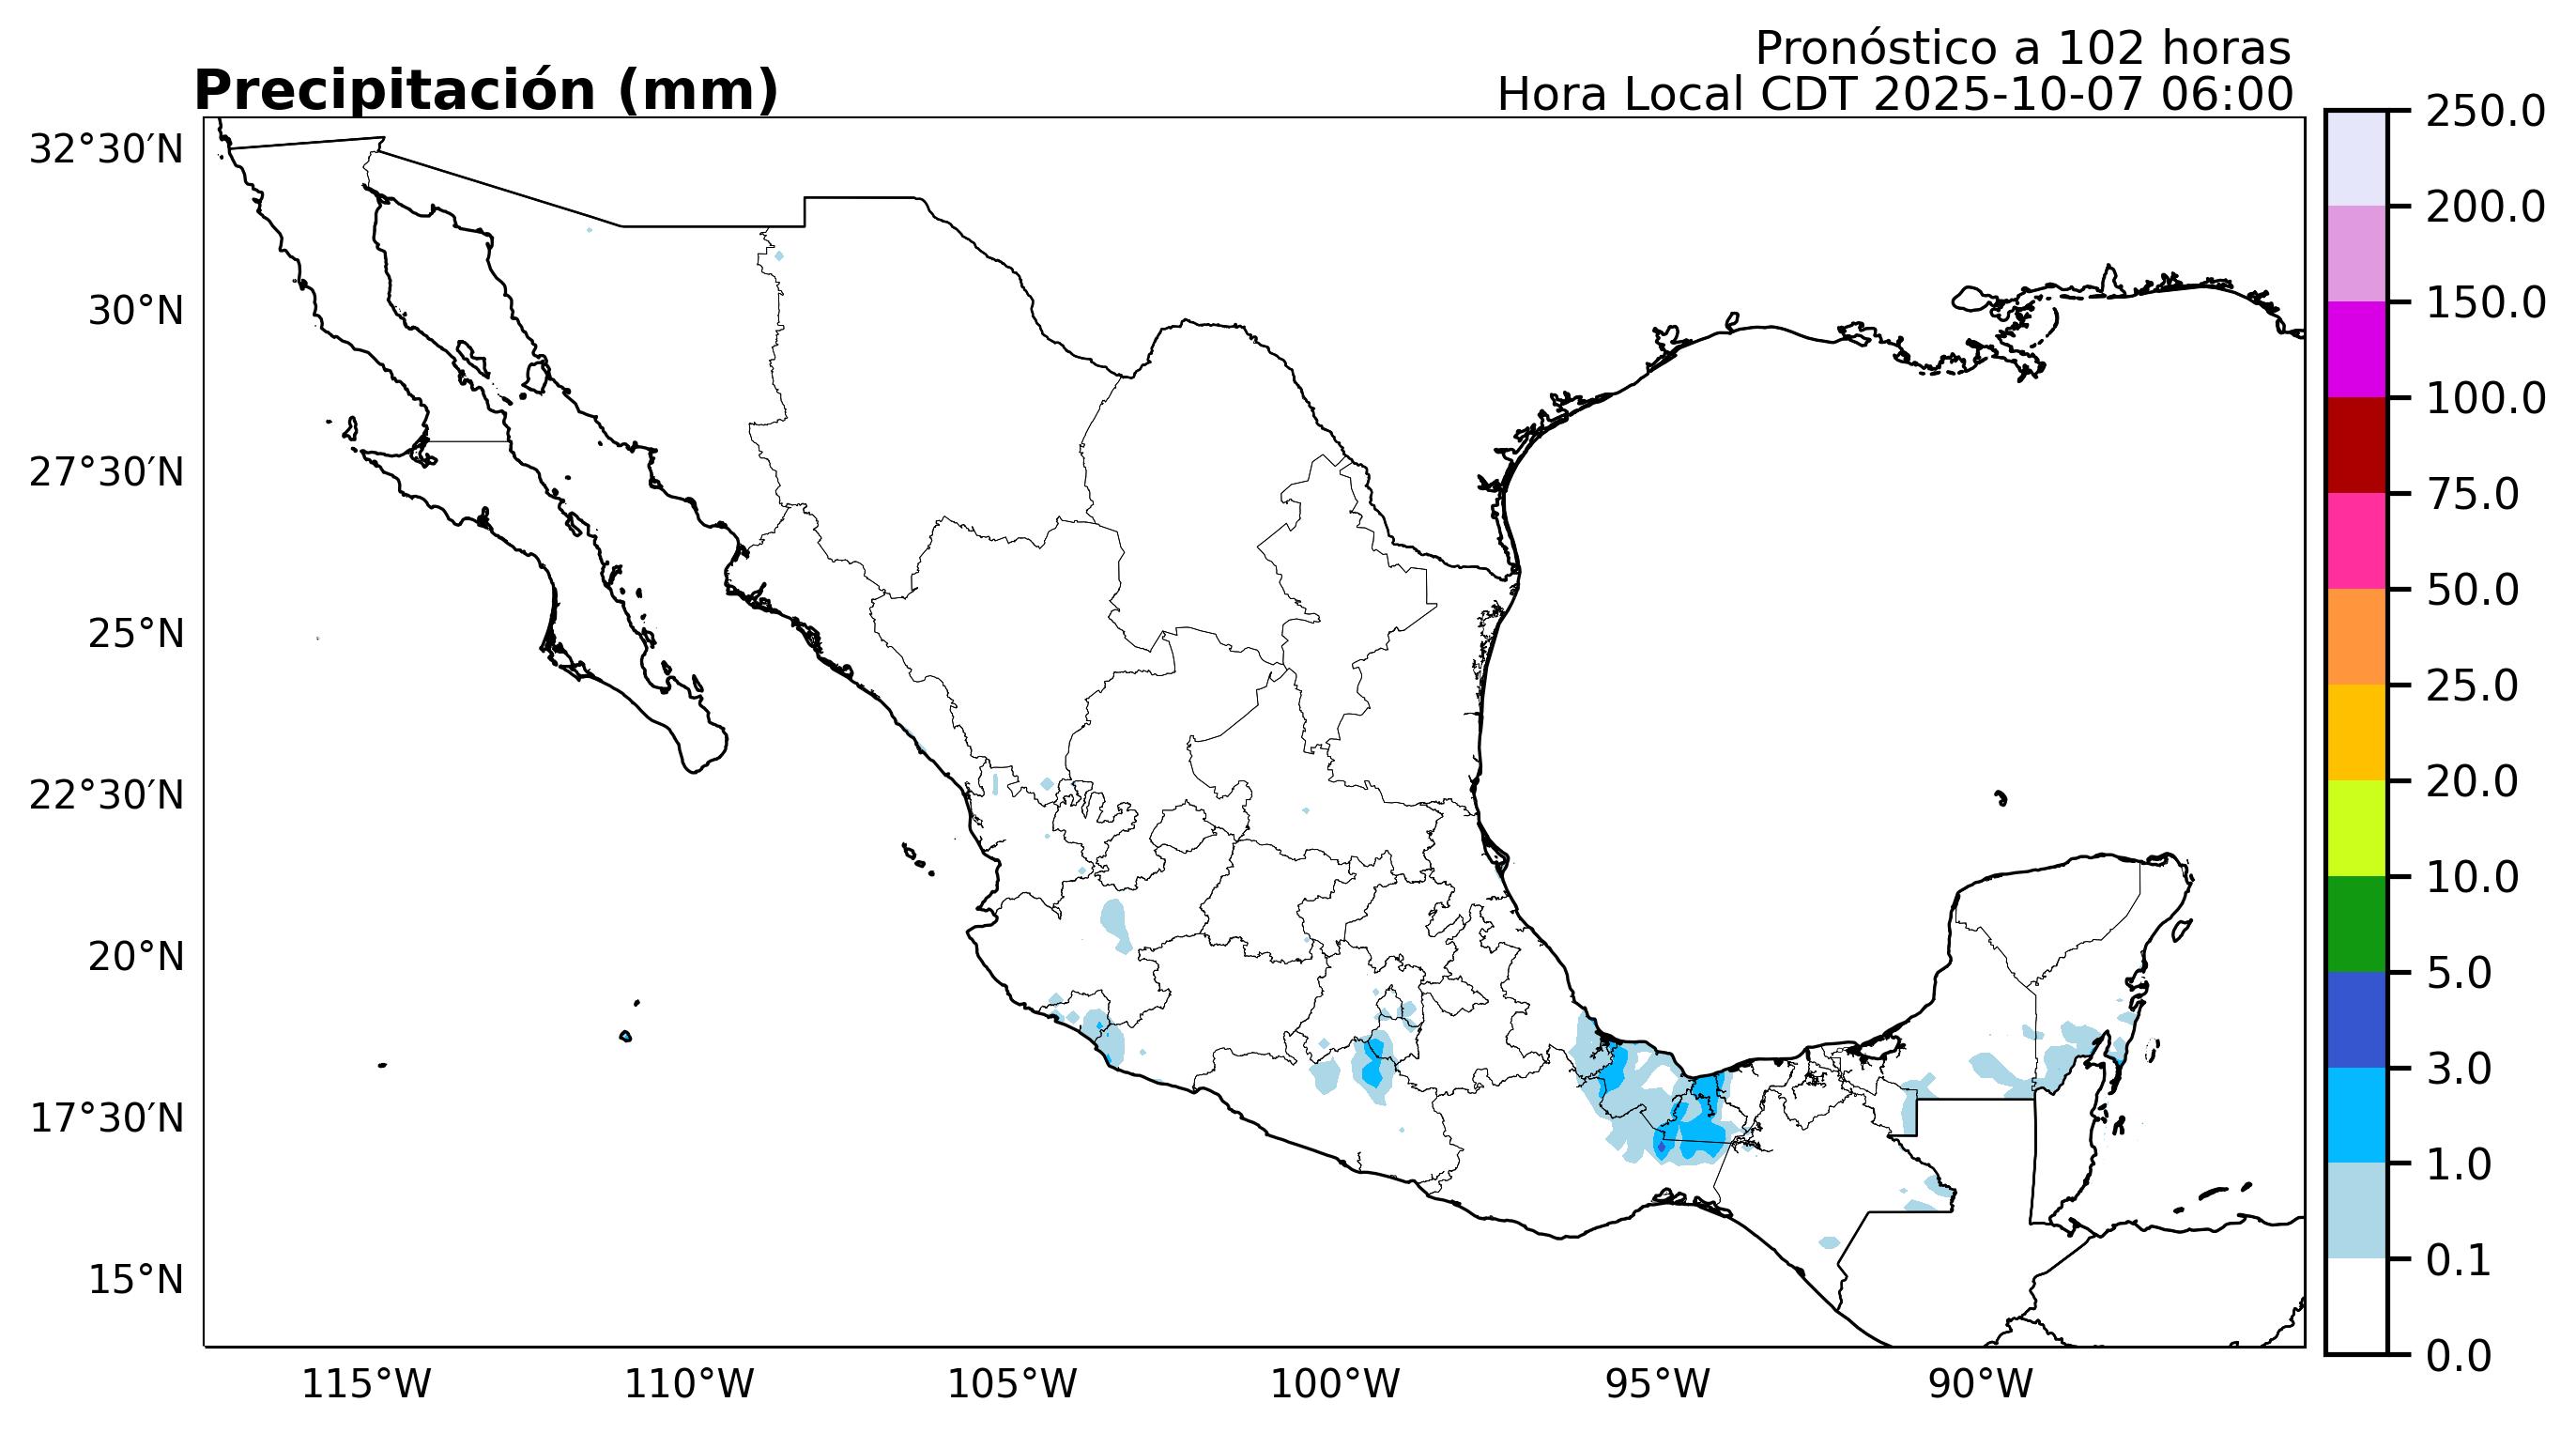 Pronóstico a 102 horas
Precipitación (mm)
Hora Local CDT 2025-10-07 06:00
32°30′N
30°N
27°30′N
25°N
22°30′N
20°N
17°30′N
15°N
115°W
110°W
105°W
100°W
95°W
90°W
250.0
200.0
150.0
100.0
75.0
50.0
25.0
20.0
10.0
5.0
3.0
1.0
0.1
0.0